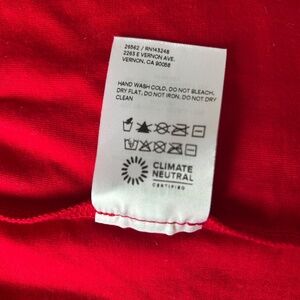 26562 / RN143248
2263 E VERNON AVE.
VERNON, CA 90058
HAND WASH COLD, DO NOT BLEACH,
DRY FLAT, DO NOT IRON, DO NOT DRY
CLEAN
CLIMATE
NEUTRAL
CERTIFIED